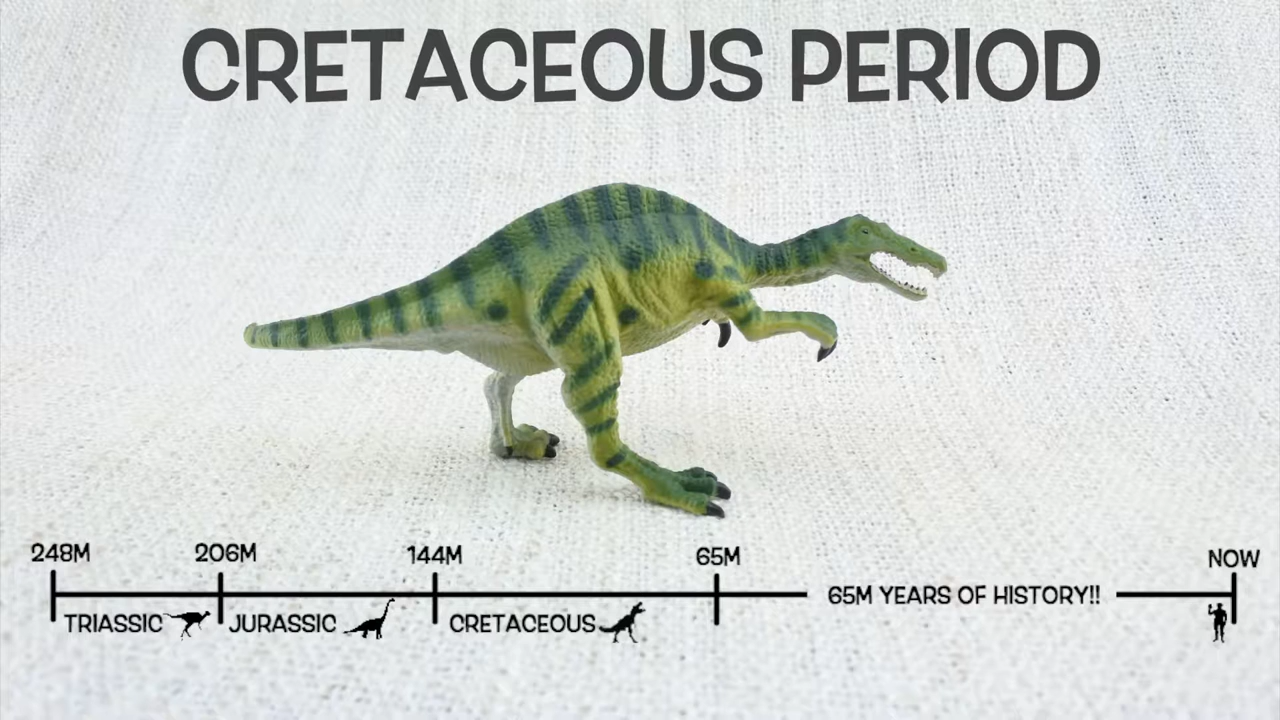 CRETACEOUS PERIOD
248M 206M 144M 65M NOW
65M YEARS OF HISTORY!!
TRIASSIC JURASSIC CRETACEOUS